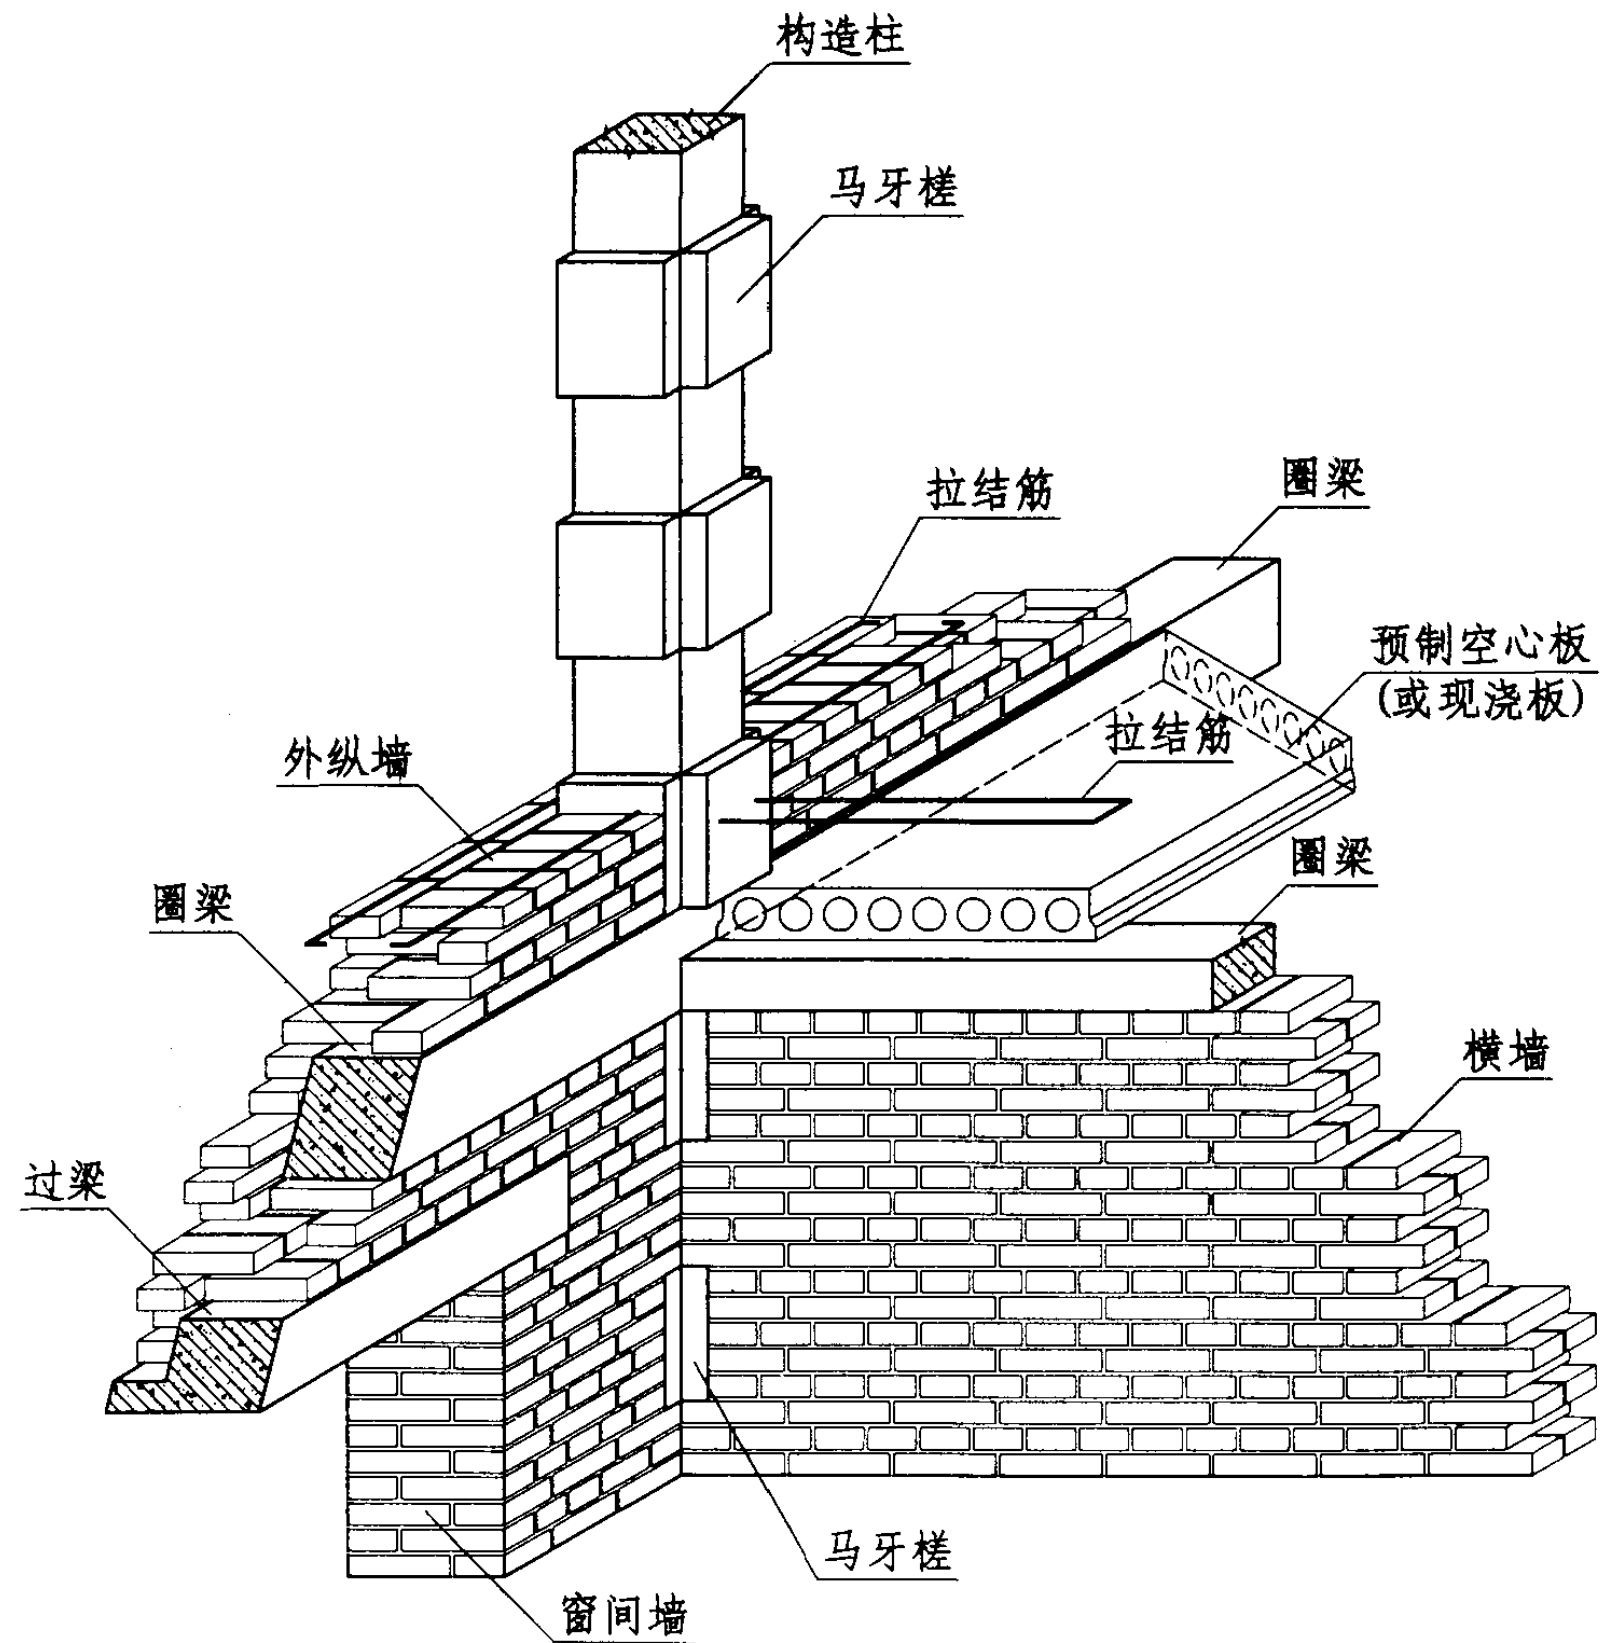 构造柱
马牙槎
拉结筋
圈梁
预制空心板
(或现浇板)
拉结筋
外纵墙
圈梁
圈梁
横墙
过梁
马牙槎
窗间墙